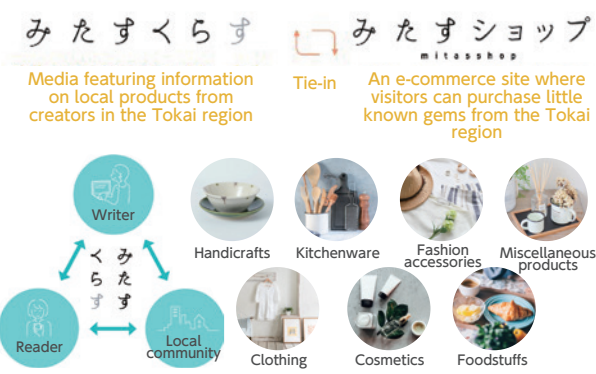 みたすくらす
みたすショップ
mitasshop
Media featuring information
on local products from
creators in the Tokai region
Tie-in
An e-commerce site where
visitors can purchase little
known gems from the Tokai
region
Writer
みたす
くらす
Reader
Local
community
Handicrafts
Kitchenware
Fashion
accessories
Miscellaneous
products
Clothing
Cosmetics
Foodstuffs